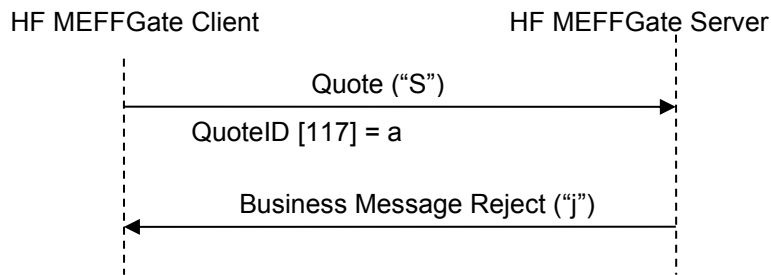 HF MEFFGate Client
HF MEFFGate Server
Quote (“S”)
QuoteID [117] = a
Business Message Reject (“j”)